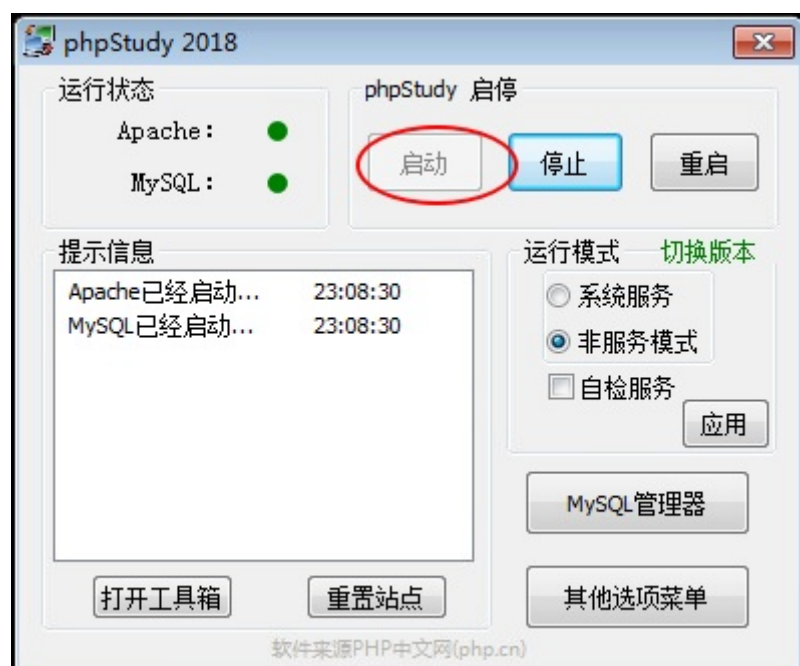 phpStudy 2018
运行状态
Apache:
MySQL:
phpStudy 启停
启动
停止
重启
提示信息
Apache已经启动... 23:08:30
MySQL已经启动... 23:08:30
运行模式 切换版本
系统服务
非服务模式
自检服务
应用
MySQL管理器
打开工具箱
重置站点
其他选项菜单
软件来源PHP中文网(php.cn)